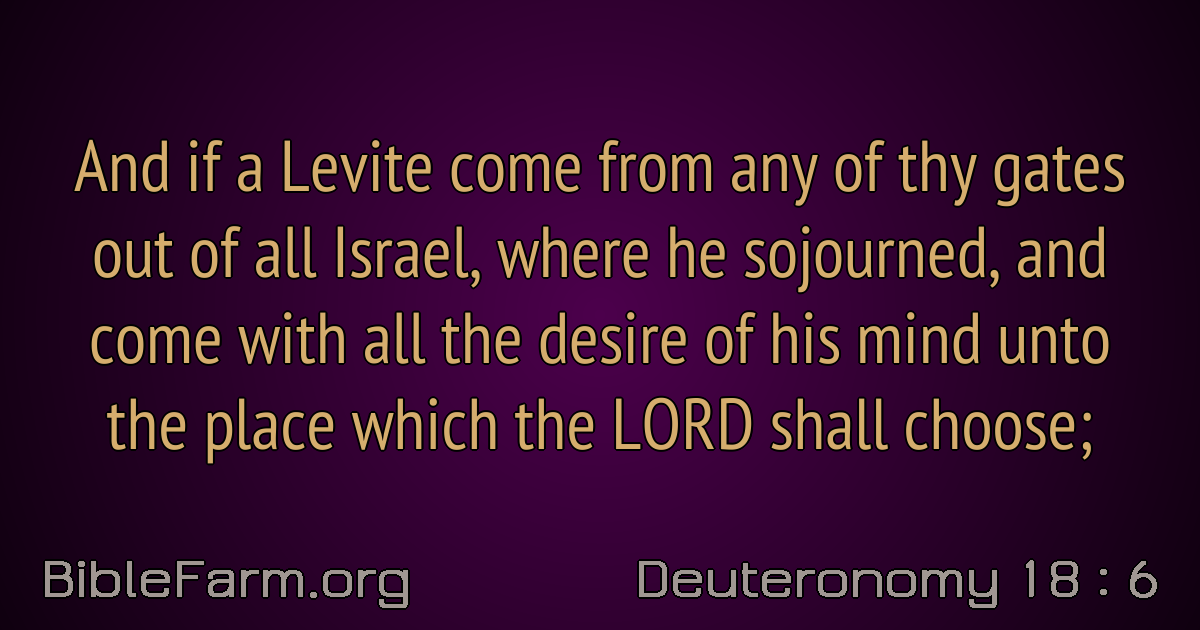 And if a Levite come from any of thy gates
out of all Israel, where he sojourned, and
come with all the desire of his mind unto
the place which the LORD shall choose;
BibleFarm.org
Deuteronomy 18 : 6